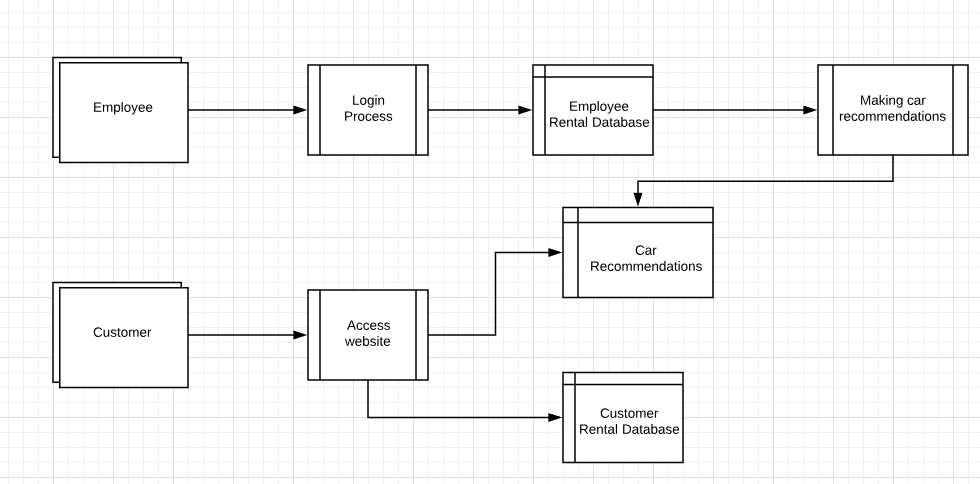 Employee
Login
Process
Employee
Rental Database
Making car
recommendations
Car
Recommendations
Customer
Access
website
Customer
Rental Database